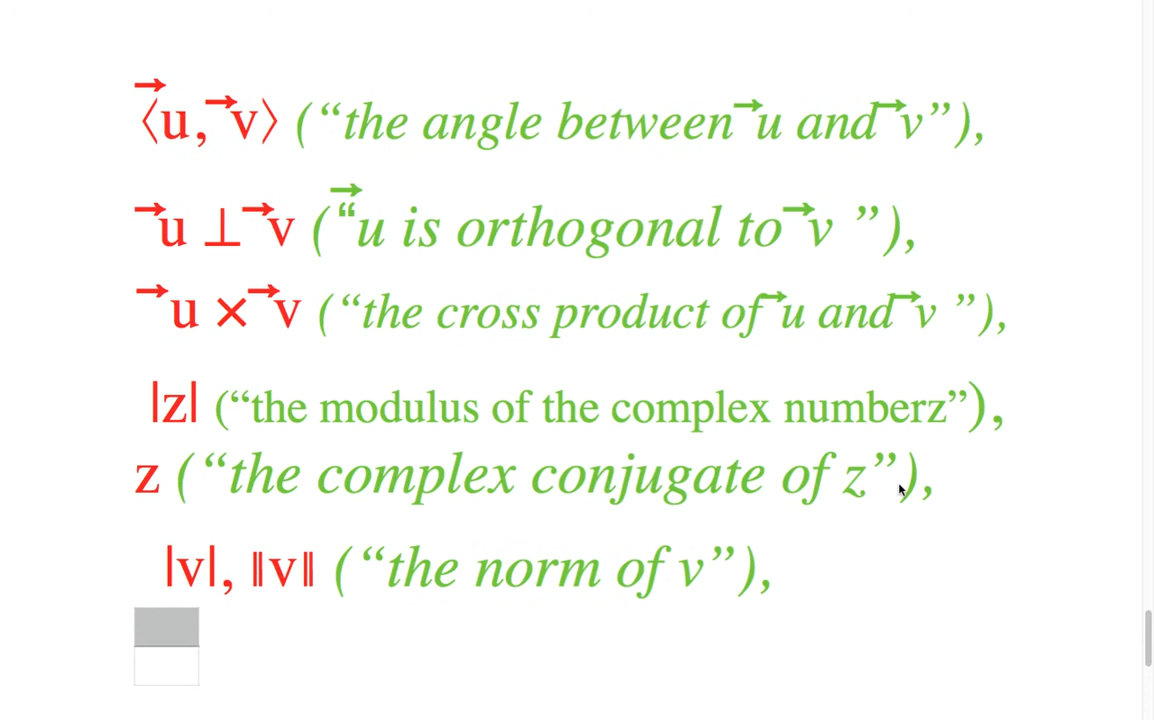 ⟨→u,→v⟩ (“the angle between→u and→v”),
→u ⊥→v (“→u is orthogonal to→v ”),
→u ×→v (“the cross product of→u and→v ”),
|z| (“the modulus of the complex numberz”),
z (“the complex conjugate of z”),
|v|, ‖v‖ (“the norm of v”),